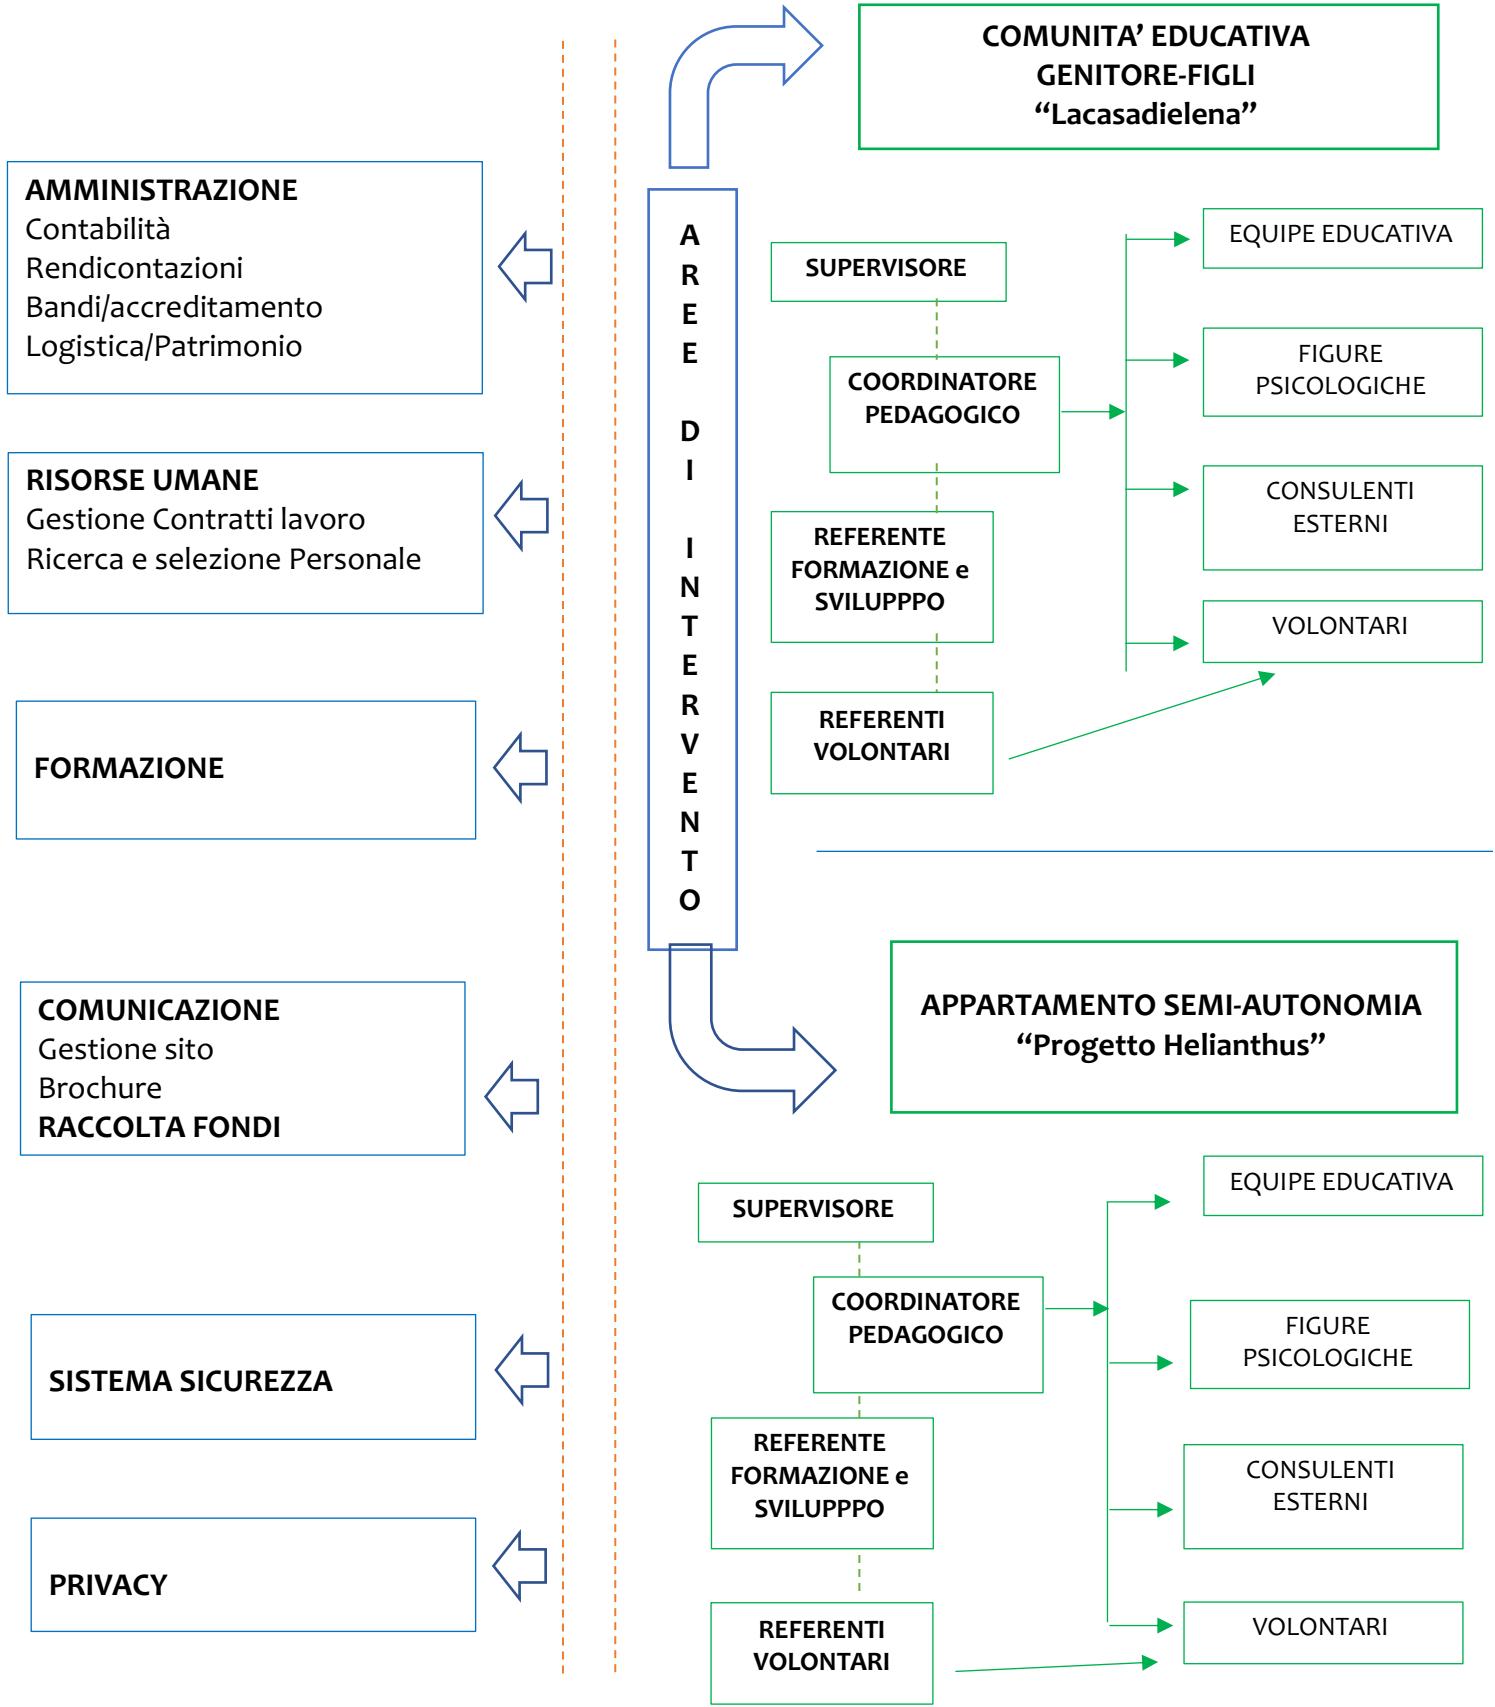 COMUNITA’ EDUCATIVA
GENITORE-FIGLI
“Lacasadielena”
AMMINISTRAZIONE
Contabilità
Rendicontazioni
Bandi/accreditamento
Logistica/Patrimonio
RISORSE UMANE
Gestione Contratti lavoro
Ricerca e selezione Personale
FORMAZIONE
COMUNICAZIONE
Gestione sito
Brochure
RACCOLTA FONDI
SISTEMA SICUREZZA
PRIVACY
AREE DI INTERVENTO
SUPERVISORE
COORDINATORE
PEDAGOGICO
REFERENTE
FORMAZIONE e
SVILUPPPO
REFERENTI
VOLONTARI
EQUIPE EDUCATIVA
FIGURE
PSICOLOGICHE
CONSULENTI
ESTERNI
VOLONTARI
APPARTAMENTO SEMI-AUTONOMIA
“Progetto Helianthus”
SUPERVISORE
COORDINATORE
PEDAGOGICO
REFERENTE
FORMAZIONE e
SVILUPPPO
REFERENTI
VOLONTARI
EQUIPE EDUCATIVA
FIGURE
PSICOLOGICHE
CONSULENTI
ESTERNI
VOLONTARI